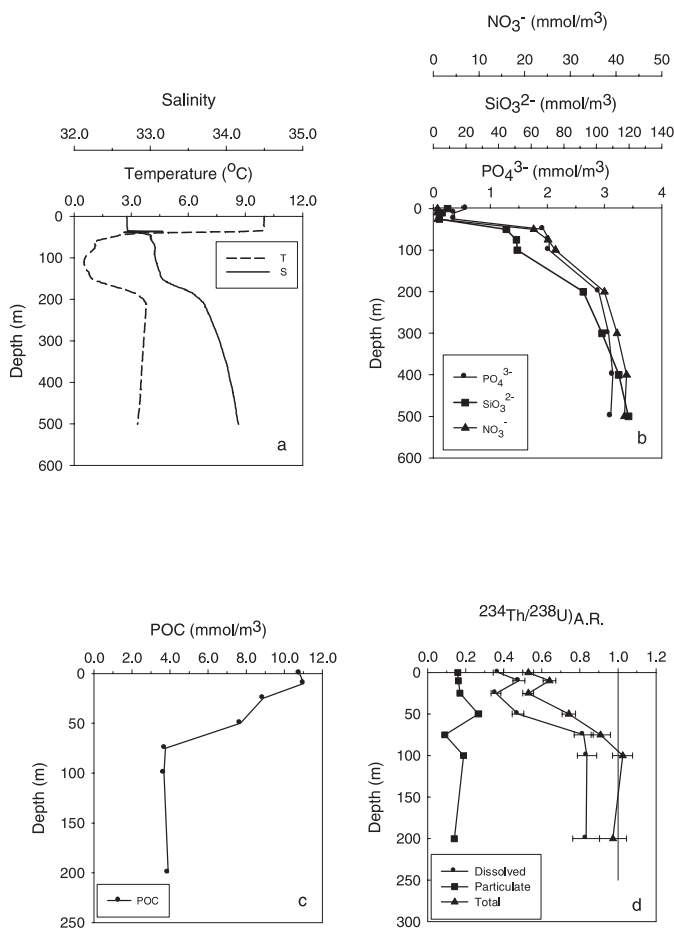 Salinity
32.0 33.0 34.0 35.0
Temperature (°C)
0.0 3.0 6.0 9.0 12.0
0
100
200
300
400
500
600
Depth (m)
T
S
a
NO₃⁻ (mmol/m³)
0 10 20 30 40 50
SiO₃²⁻ (mmol/m³)
0 20 60 80 100 120 140
PO₄³⁻ (mmol/m³)
0 1 2 3 4
0
100
200
300
400
500
600
Depth (m)
PO₄³⁻
SiO₃²⁻
NO₃⁻
b
POC (mmol/m³)
0.0 2.0 4.0 6.0 8.0 10.0 12.0
0
50
100
150
200
250
Depth (m)
POC
c
²³⁴Th/²³⁸U)A.R.
0.0 0.2 0.4 0.6 0.8 1.0 1.2
0
50
100
150
200
250
300
Depth (m)
Dissolved
Particulate
Total
d